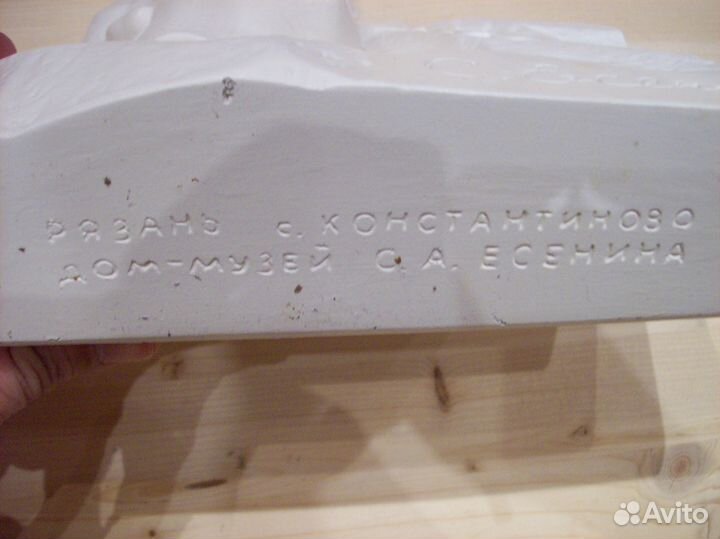 РЯЗАНЬ с. КОНСТАНТИНОВО
ДОМ-МУЗЕЙ С. А. ЕСЕНИНА
Avito